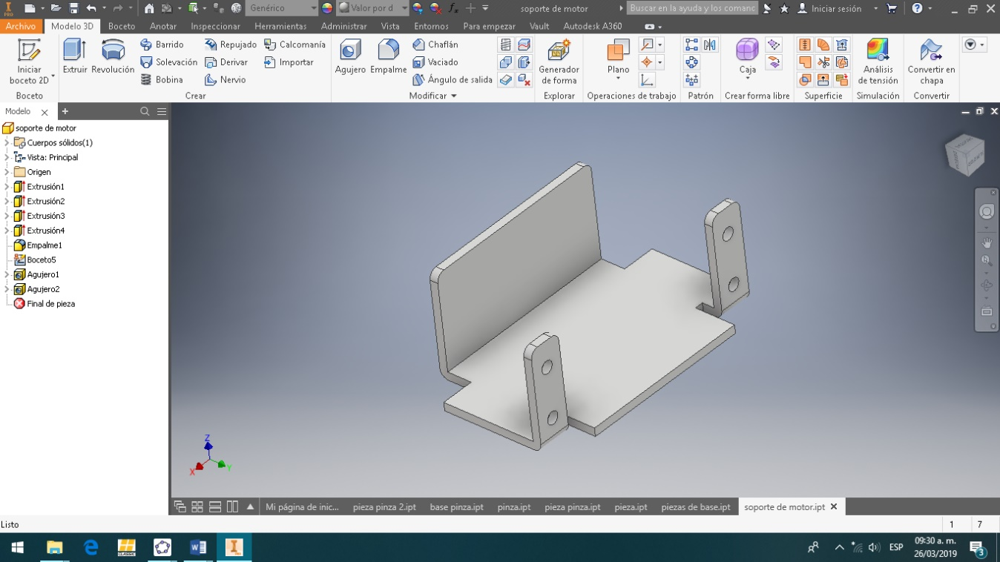 PRO Genérico Valor por d soporte de motor Buscar en la ayuda y los comanc Iniciar sesión
Archivo Modelo 3D Boceto Anotar Inspeccionar Herramientas Administrar Vista Entornos Para empezar Vault Autodesk A360
Iniciar boceto 2D
Boceto
Extruir
Revolución
Barrido
Solevación
Bobina
Repujado
Derivar
Nervio
Calcomanía
Importar
Crear
Agujero
Empalme
Chaflán
Vaciado
Ángulo de salida
Modificar
Generador de forma
Explorar
Plano
Operaciones de trabajo
Patrón
Caja
Crear forma libre
Superficie
Análisis de tensión
Simulación
Convertir en chapa
Convertir
Modelo
soporte de motor
Cuerpos sólidos(1)
Vista: Principal
Origen
Extrusión1
Extrusión2
Extrusión3
Extrusión4
Empalme1
Boceto5
Agujero1
Agujero2
Final de pieza
Z
X
Y
Mi página de inic... pieza pinza 2.ipt base pinza.ipt pinza.ipt pieza pinza.ipt pieza.ipt piezas de base.ipt soporte de motor.ipt
Listo 1 7
CLASSIC
ESP
09:30 a. m.
26/03/2019
3